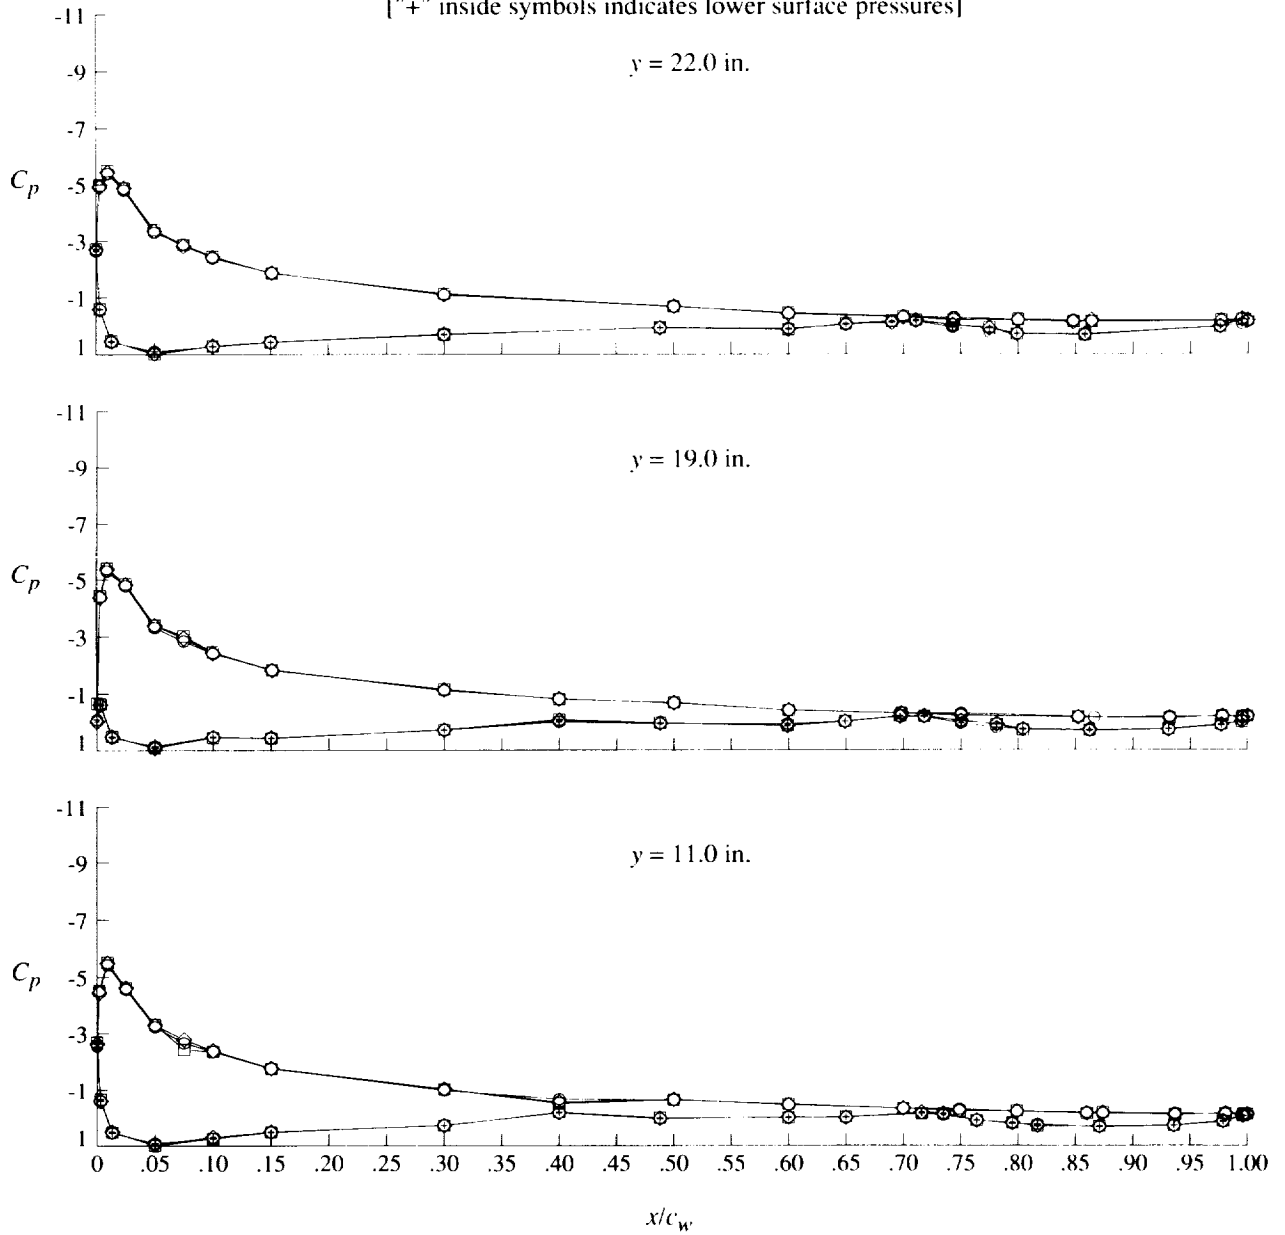 ["+" inside symbols indicates lower surface pressures]
y = 22.0 in.
-11
-9
-7
-5
-3
-1
1
C_p
y = 19.0 in.
-11
-9
-7
-5
-3
-1
1
C_p
y = 11.0 in.
-11
-9
-7
-5
-3
-1
1
C_p
0 .05 .10 .15 .20 .25 .30 .35 .40 .45 .50 .55 .60 .65 .70 .75 .80 .85 .90 .95 1.00
x/c_w